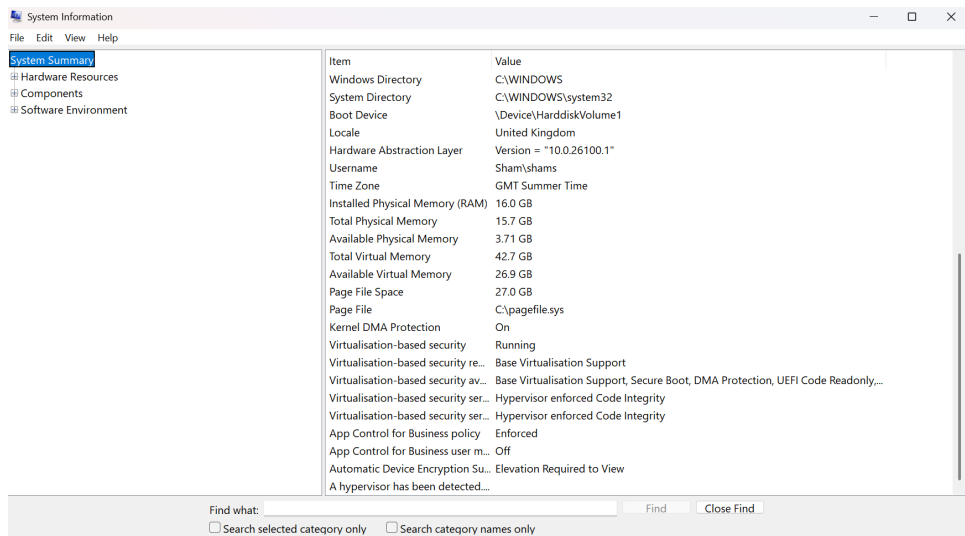 System Information
File Edit View Help
System Summary
Hardware Resources
Components
Software Environment
Item Value
Windows Directory C:\WINDOWS
System Directory C:\WINDOWS\system32
Boot Device \Device\HarddiskVolume1
Locale United Kingdom
Hardware Abstraction Layer Version = "10.0.26100.1"
Username Sham\shams
Time Zone GMT Summer Time
Installed Physical Memory (RAM) 16.0 GB
Total Physical Memory 15.7 GB
Available Physical Memory 3.71 GB
Total Virtual Memory 42.7 GB
Available Virtual Memory 26.9 GB
Page File Space 27.0 GB
Page File C:\pagefile.sys
Kernel DMA Protection On
Virtualisation-based security Running
Virtualisation-based security re... Base Virtualisation Support
Virtualisation-based security av... Base Virtualisation Support, Secure Boot, DMA Protection, UEFI Code Readonly,...
Virtualisation-based security ser... Hypervisor enforced Code Integrity
Virtualisation-based security ser... Hypervisor enforced Code Integrity
App Control for Business policy Enforced
App Control for Business user m... Off
Automatic Device Encryption Su... Elevation Required to View
A hypervisor has been detected....
Find what: Find Close Find
Search selected category only Search category names only